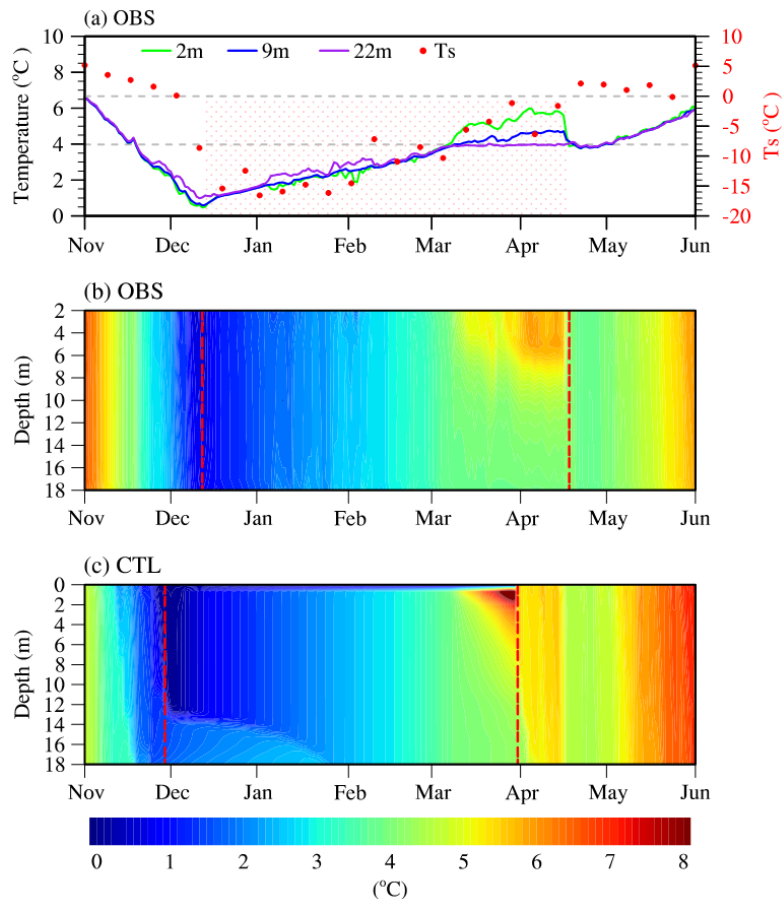 (a) OBS
10 8 6 4 2 0
Temperature (°C)
2m 9m 22m Ts
10 5 0 -5 -10 -15 -20
Ts(°C)
Nov Dec Jan Feb Mar Apr May Jun
(b) OBS
2 4 6 8 10 12 14 16 18
Depth (m)
Nov Dec Jan Feb Mar Apr May Jun
(c) CTL
0 2 4 6 8 10 12 14 16 18
Depth (m)
Nov Dec Jan Feb Mar Apr May Jun
0 1 2 3 4 5 6 7 8
(°C)